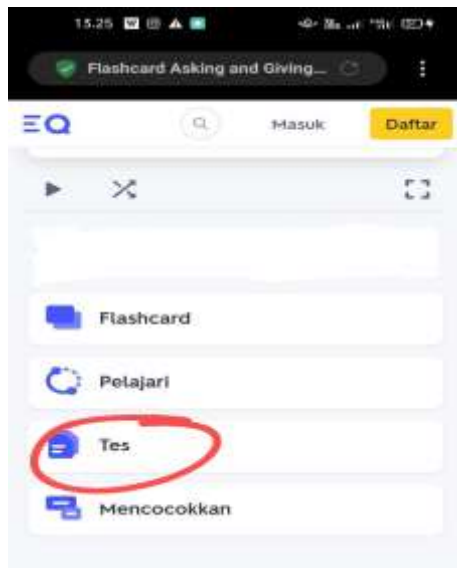 15.25
Flashcard Asking and Giving...
Masuk
Daftar
Flashcard
Pelajari
Tes
Mencocokkan